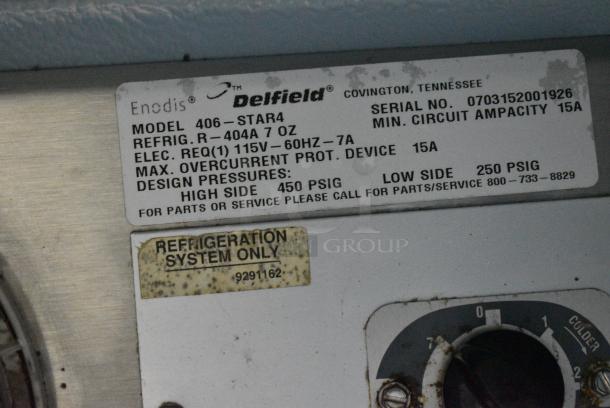 Enodis® ™ Delfield® COVINGTON, TENNESSEE
MODEL 406-STAR4 SERIAL NO. 0703152001926
REFRIG. R-404A 7 OZ MIN. CIRCUIT AMPACITY 15A
ELEC. REQ(1) 115V-60HZ-7A
MAX. OVERCURRENT PROT. DEVICE 15A
DESIGN PRESSURES:
HIGH SIDE 450 PSIG LOW SIDE 250 PSIG
FOR PARTS OR SERVICE PLEASE CALL FOR PARTS/SERVICE 800-733-8829
REFRIGERATION
SYSTEM ONLY
9291162
GROUP
7 0 1 2
COLDER